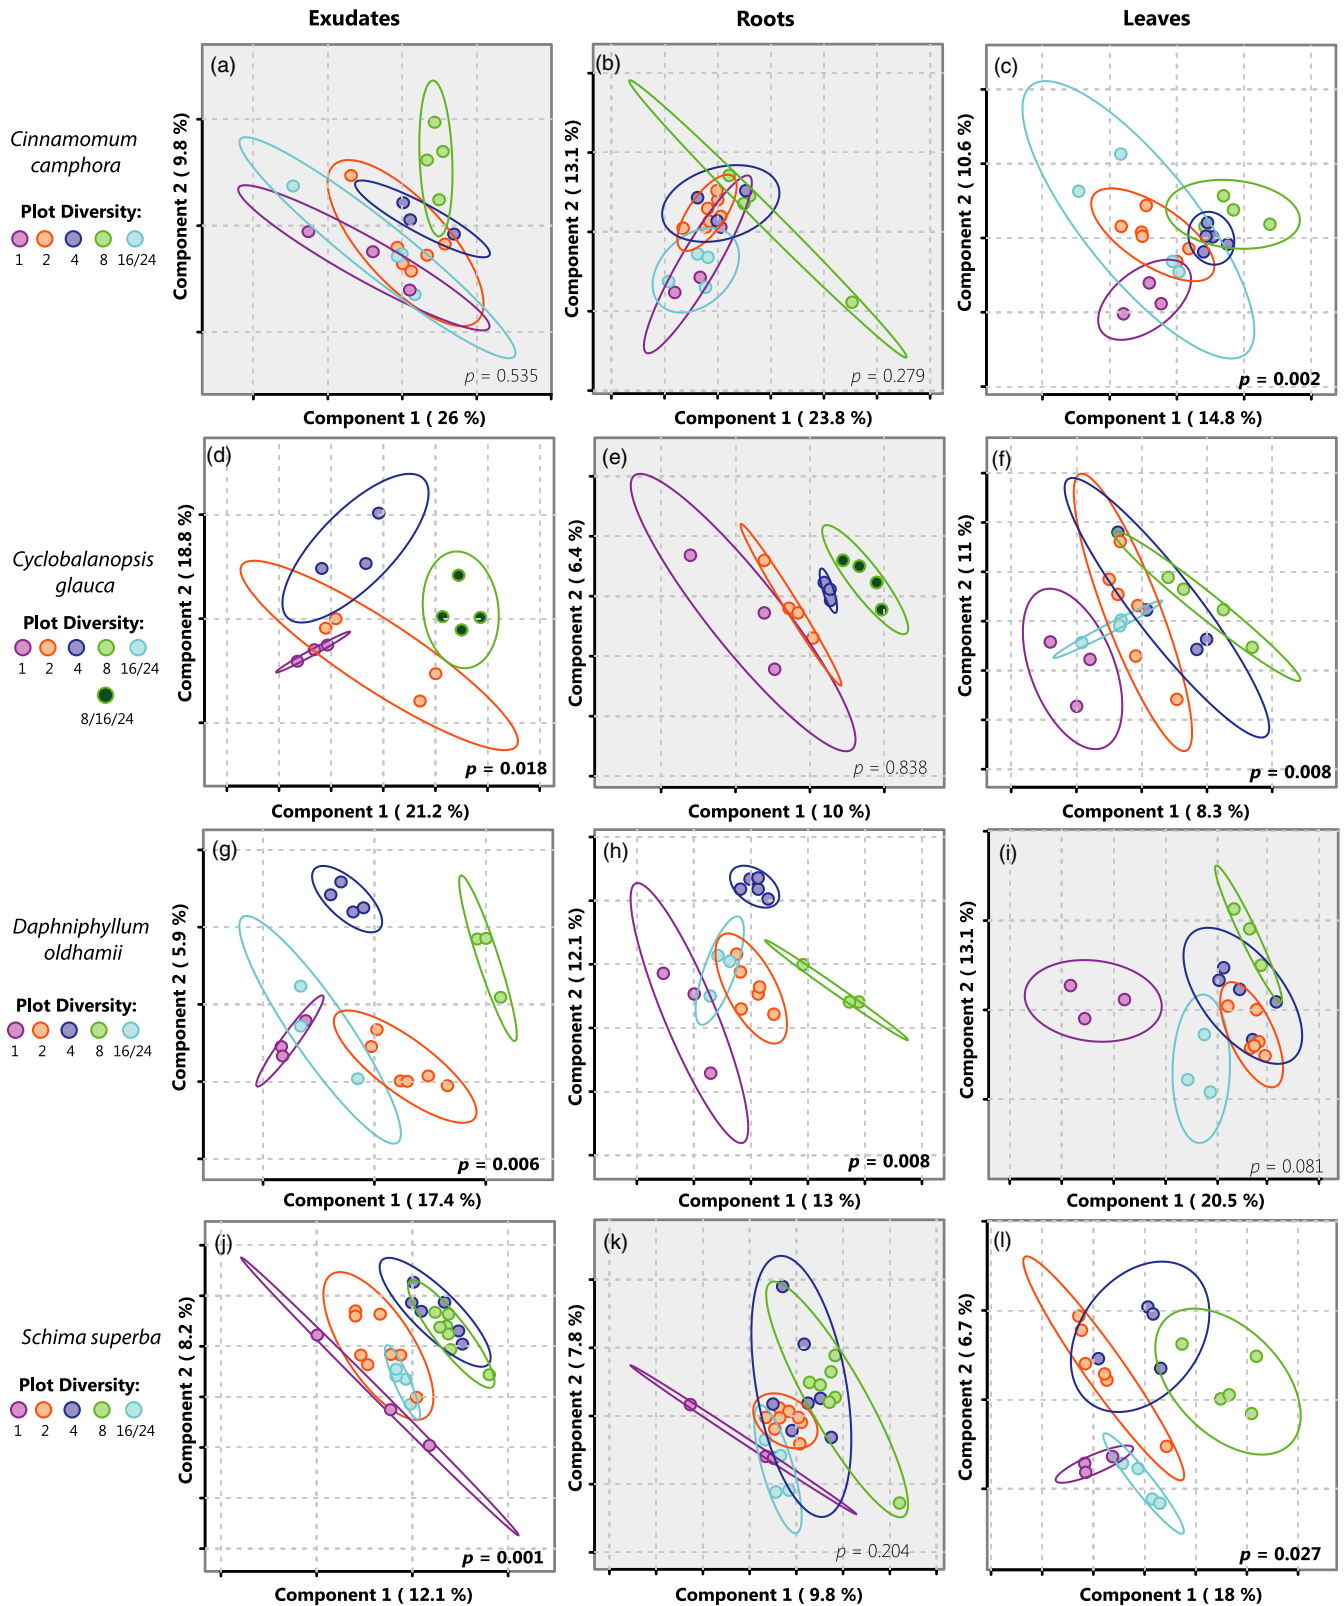 Exudates Roots Leaves
(a) (b) (c)
Cinnamomum
camphora
Plot Diversity:
1 2 4 8 16/24
Component 2 ( 9.8 %)
p = 0.535
Component 1 ( 26 %)
Component 2 ( 13.1 %)
p = 0.279
Component 1 ( 23.8 %)
Component 2 ( 10.6 %)
p = 0.002
Component 1 ( 14.8 %)
(d) (e) (f)
Cyclobalanopsis
glauca
Plot Diversity:
1 2 4 8 16/24
8/16/24
Component 2 ( 18.8 %)
p = 0.018
Component 1 ( 21.2 %)
Component 2 ( 6.4 %)
p = 0.838
Component 1 ( 10 %)
Component 2 ( 11 %)
p = 0.008
Component 1 ( 8.3 %)
(g) (h) (i)
Daphniphyllum
oldhamii
Plot Diversity:
1 2 4 8 16/24
Component 2 ( 5.9 %)
p = 0.006
Component 1 ( 17.4 %)
Component 2 ( 12.1 %)
p = 0.008
Component 1 ( 13 %)
Component 2 ( 13.1 %)
p = 0.081
Component 1 ( 20.5 %)
(j) (k) (l)
Schima superba
Plot Diversity:
1 2 4 8 16/24
Component 2 ( 8.2 %)
p = 0.001
Component 1 ( 12.1 %)
Component 2 ( 7.8 %)
p = 0.204
Component 1 ( 9.8 %)
Component 2 ( 6.7 %)
p = 0.027
Component 1 ( 18 %)